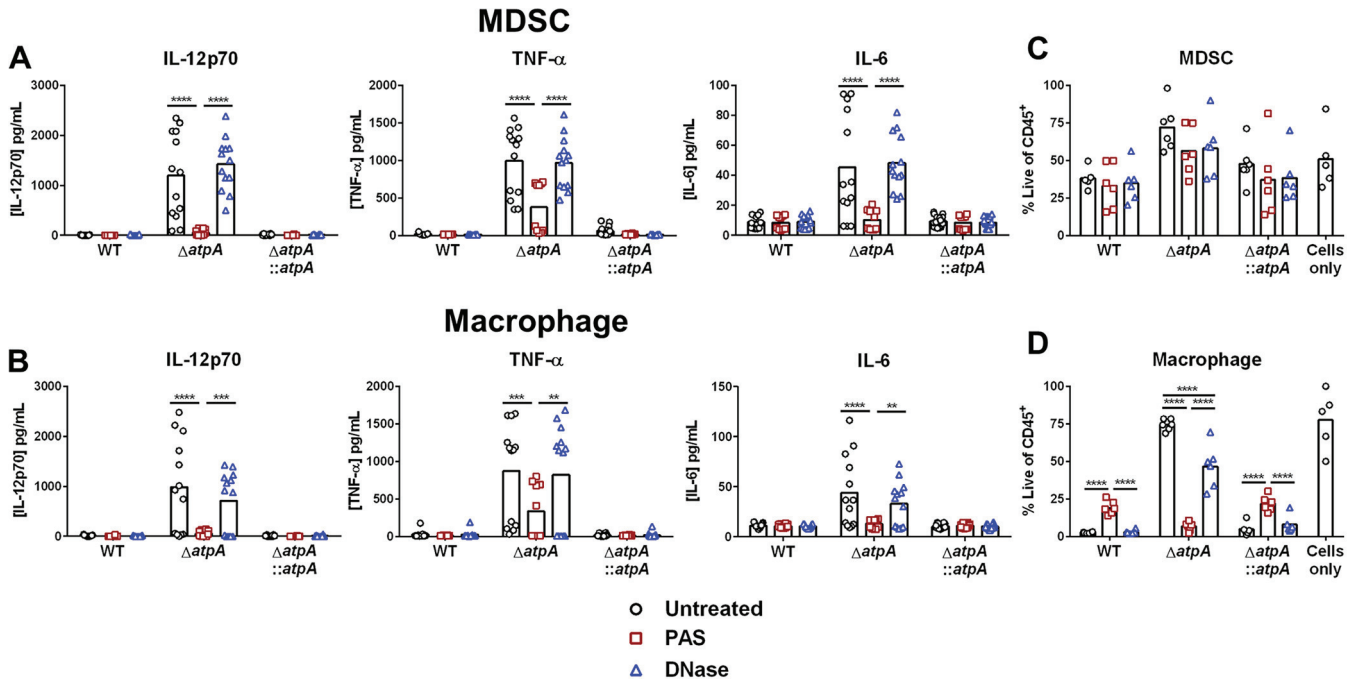 MDSC
A
IL-12p70
[IL-12p70] pg/mL
3000
2000
1000
0
**** ****
WT
ΔatpA
ΔatpA
::atpA
TNF-α
[TNF-α] pg/mL
2000
1500
1000
500
0
**** ****
WT
ΔatpA
ΔatpA
::atpA
IL-6
[IL-6] pg/mL
100
80
60
40
20
0
**** ****
WT
ΔatpA
ΔatpA
::atpA
C
MDSC
% Live of CD45+
100
75
50
25
0
WT
ΔatpA
ΔatpA
::atpA
Cells
only
Macrophage
B
IL-12p70
[IL-12p70] pg/mL
3000
2000
1000
0
**** ***
WT
ΔatpA
ΔatpA
::atpA
TNF-α
[TNF-α] pg/mL
2000
1500
1000
500
0
*** **
WT
ΔatpA
ΔatpA
::atpA
IL-6
[IL-6] pg/mL
150
100
50
0
**** **
WT
ΔatpA
ΔatpA
::atpA
D
Macrophage
% Live of CD45+
100
75
50
25
0
**** ****
****
**** ****
**** ****
WT
ΔatpA
ΔatpA
::atpA
Cells
only
Untreated
PAS
DNase